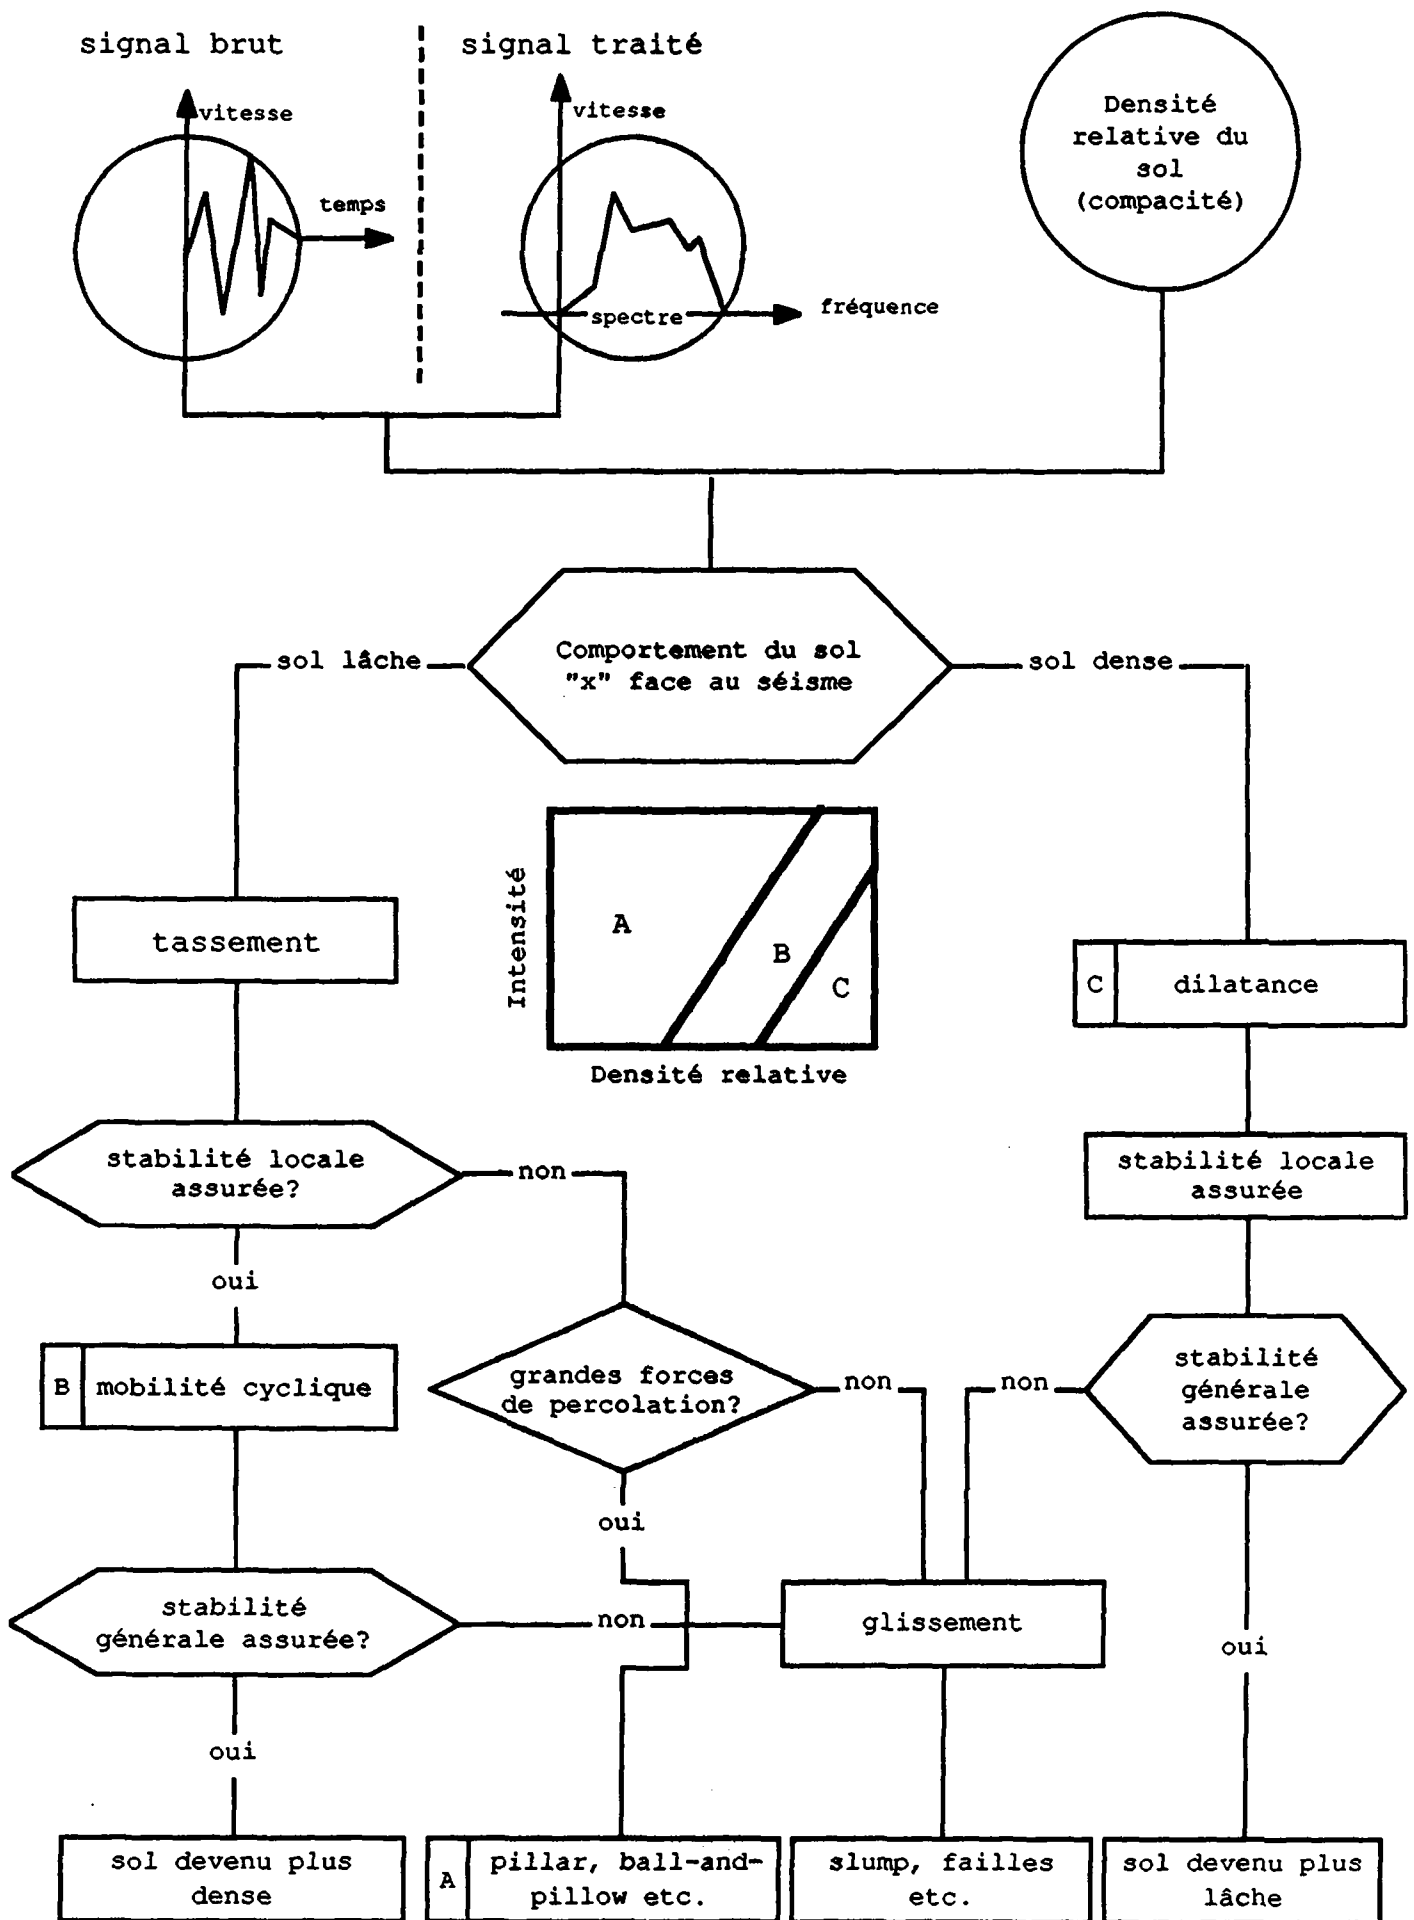 signal brut
signal traité
vitesse
temps
vitesse
spectre
fréquence
Densité
relative du
sol
(compacité)
Comportement du sol
"x" face au séisme
sol lâche
sol dense
Intensité
A
B
C
Densité relative
tassement
C
dilatance
stabilité locale
assurée?
non
oui
stabilité locale
assurée
B
mobilité cyclique
grandes forces
de percolation?
non
non
stabilité
générale
assurée?
oui
stabilité
générale assurée?
non
glissement
oui
oui
sol devenu plus
dense
A
pillar, ball-and-
pillow etc.
slump, failles
etc.
sol devenu plus
lâche